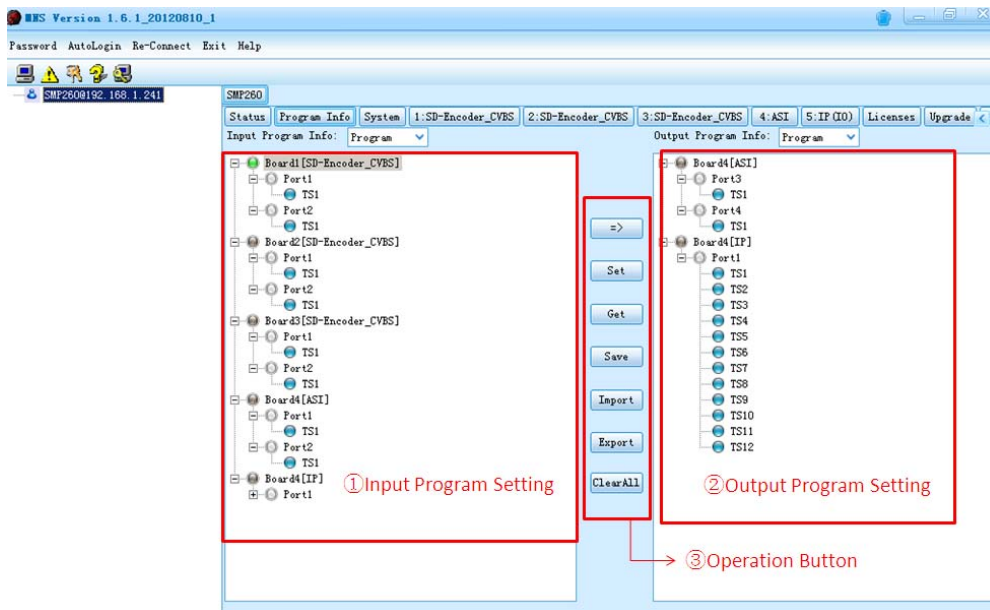 MNS Version 1.6.1_20120810_1
Password AutoLogin Re-Connect Exit Help
SMP260@192.168.1.241
SMP260
Status Program Info System 1:SD-Encoder_CVBS 2:SD-Encoder_CVBS 3:SD-Encoder_CVBS 4:ASI 5:IP(IO) Licenses Upgrade
Input Program Info: Program
Output Program Info: Program
Board1[SD-Encoder_CVBS]
Port1
TS1
Port2
TS1
Board2[SD-Encoder_CVBS]
Port1
TS1
Port2
TS1
Board3[SD-Encoder_CVBS]
Port1
TS1
Port2
TS1
Board4[ASI]
Port1
TS1
Port2
TS1
Board4[IP]
Port1
①Input Program Setting
=>
Set
Get
Save
Import
Export
ClearAll
Board4[ASI]
Port3
TS1
Port4
TS1
Board4[IP]
Port1
TS1
TS2
TS3
TS4
TS5
TS6
TS7
TS8
TS9
TS10
TS11
TS12
②Output Program Setting
③Operation Button